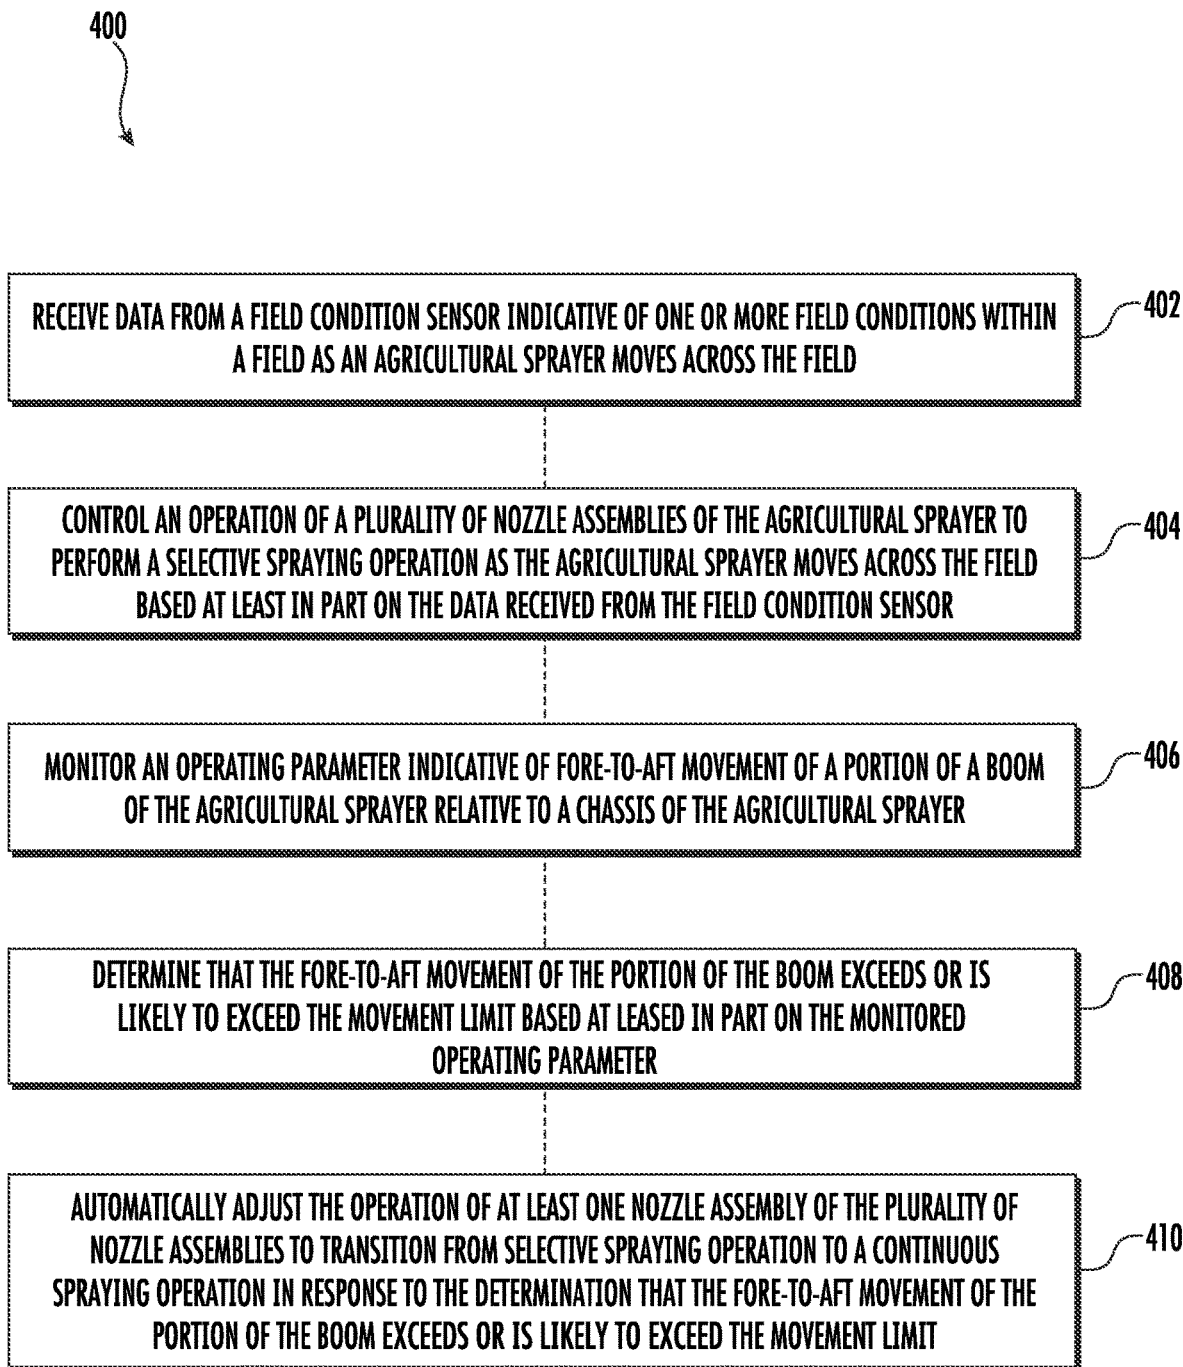 400
RECEIVE DATA FROM A FIELD CONDITION SENSOR INDICATIVE OF ONE OR MORE FIELD CONDITIONS WITHIN
A FIELD AS AN AGRICULTURAL SPRAYER MOVES ACROSS THE FIELD
402
CONTROL AN OPERATION OF A PLURALITY OF NOZZLE ASSEMBLIES OF THE AGRICULTURAL SPRAYER TO
PERFORM A SELECTIVE SPRAYING OPERATION AS THE AGRICULTURAL SPRAYER MOVES ACROSS THE FIELD
BASED AT LEAST IN PART ON THE DATA RECEIVED FROM THE FIELD CONDITION SENSOR
404
MONITOR AN OPERATING PARAMETER INDICATIVE OF FORE-TO-AFT MOVEMENT OF A PORTION OF A BOOM
OF THE AGRICULTURAL SPRAYER RELATIVE TO A CHASSIS OF THE AGRICULTURAL SPRAYER
406
DETERMINE THAT THE FORE-TO-AFT MOVEMENT OF THE PORTION OF THE BOOM EXCEEDS OR IS
LIKELY TO EXCEED THE MOVEMENT LIMIT BASED AT LEASED IN PART ON THE MONITORED
OPERATING PARAMETER
408
AUTOMATICALLY ADJUST THE OPERATION OF AT LEAST ONE NOZZLE ASSEMBLY OF THE PLURALITY OF
NOZZLE ASSEMBLIES TO TRANSITION FROM SELECTIVE SPRAYING OPERATION TO A CONTINUOUS
SPRAYING OPERATION IN RESPONSE TO THE DETERMINATION THAT THE FORE-TO-AFT MOVEMENT OF THE
PORTION OF THE BOOM EXCEEDS OR IS LIKELY TO EXCEED THE MOVEMENT LIMIT
410